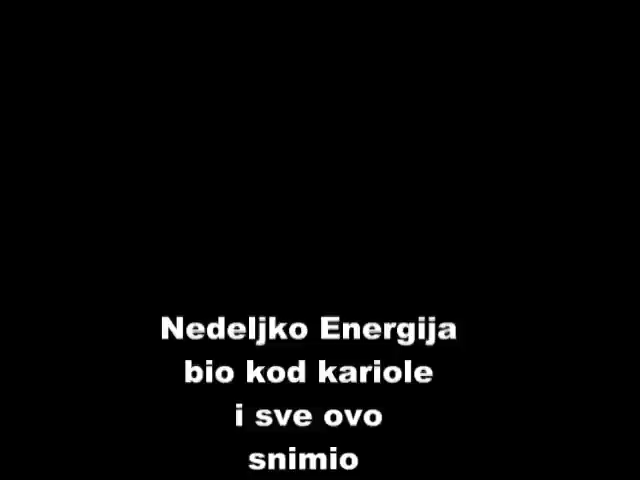 Nedeljko Energija
bio kod kariole
i sve ovo
snimio